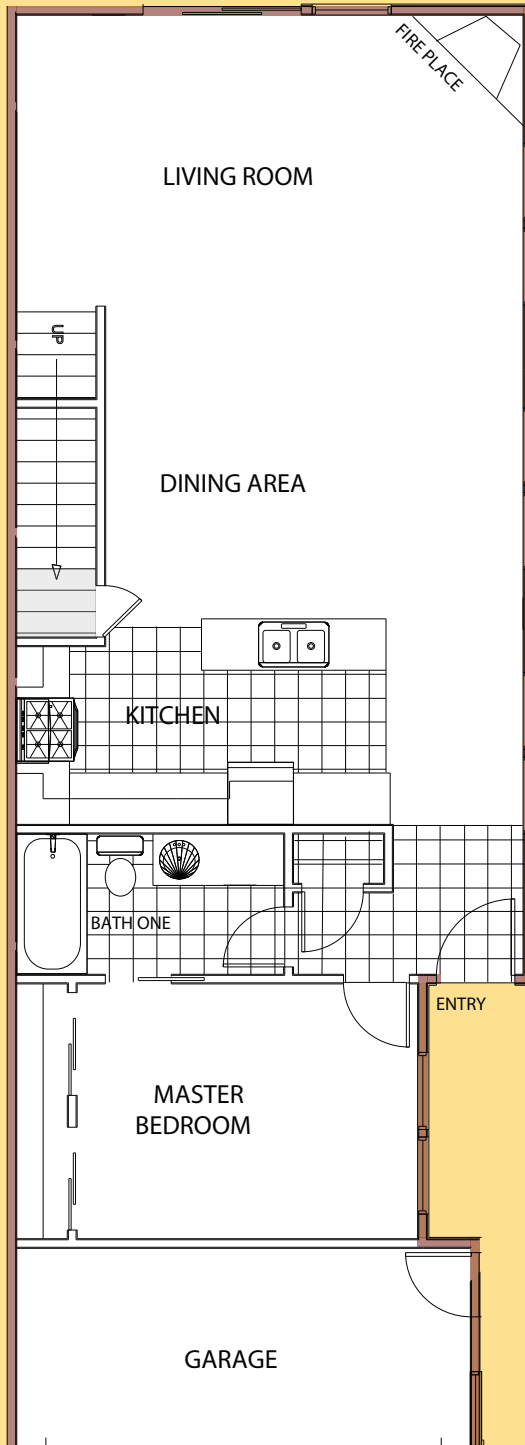 FIRE PLACE
LIVING ROOM
UP
DINING AREA
KITCHEN
BATH ONE
ENTRY
MASTER
BEDROOM
GARAGE